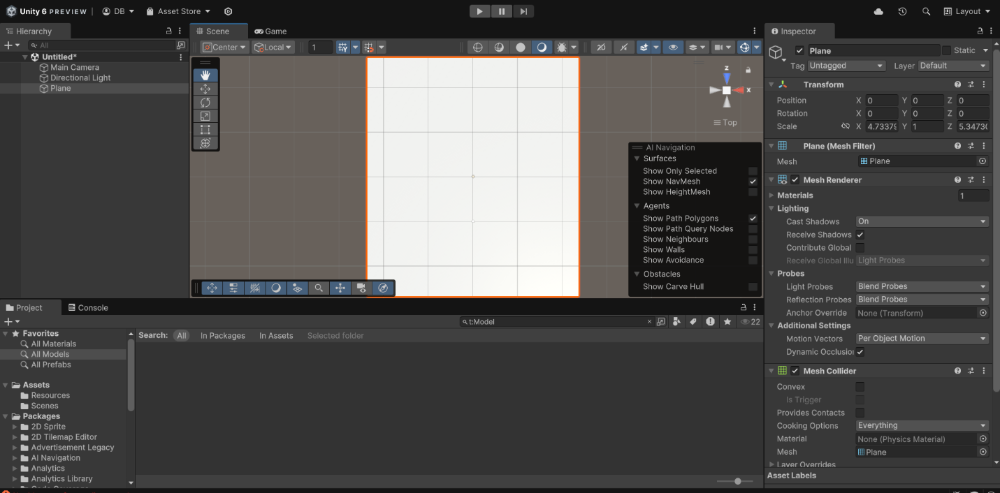 Unity 6 PREVIEW DB Asset Store Layout
Hierarchy
All
Untitled*
Main Camera
Directional Light
Plane
Scene Game
Center Local 1 2D
z
x
Top
AI Navigation
Surfaces
Show Only Selected
Show NavMesh
Show HeightMesh
Agents
Show Path Polygons
Show Path Query Nodes
Show Neighbours
Show Walls
Show Avoidance
Obstacles
Show Carve Hull
Inspector
Plane Static
Tag Untagged Layer Default
Transform
Position X 0 Y 0 Z 0
Rotation X 0 Y 0 Z 0
Scale X 4.73379 Y 1 Z 5.3473
Plane (Mesh Filter)
Mesh Plane
Mesh Renderer
Materials 1
Lighting
Cast Shadows On
Receive Shadows
Contribute Global
Receive Global Illu Light Probes
Probes
Light Probes Blend Probes
Reflection Probes Blend Probes
Anchor Override None (Transform)
Additional Settings
Motion Vectors Per Object Motion
Dynamic Occlusio
Mesh Collider
Convex
Is Trigger
Provides Contacts
Cooking Options Everything
Material None (Physics Material)
Mesh Plane
Layer Overrides
Asset Labels
Project Console
t:Model 22
Favorites
All Materials
All Models
All Prefabs
Assets
Resources
Scenes
Packages
2D Sprite
2D Tilemap Editor
Advertisement Legacy
AI Navigation
Analytics
Analytics Library
Search: All In Packages In Assets Selected folder